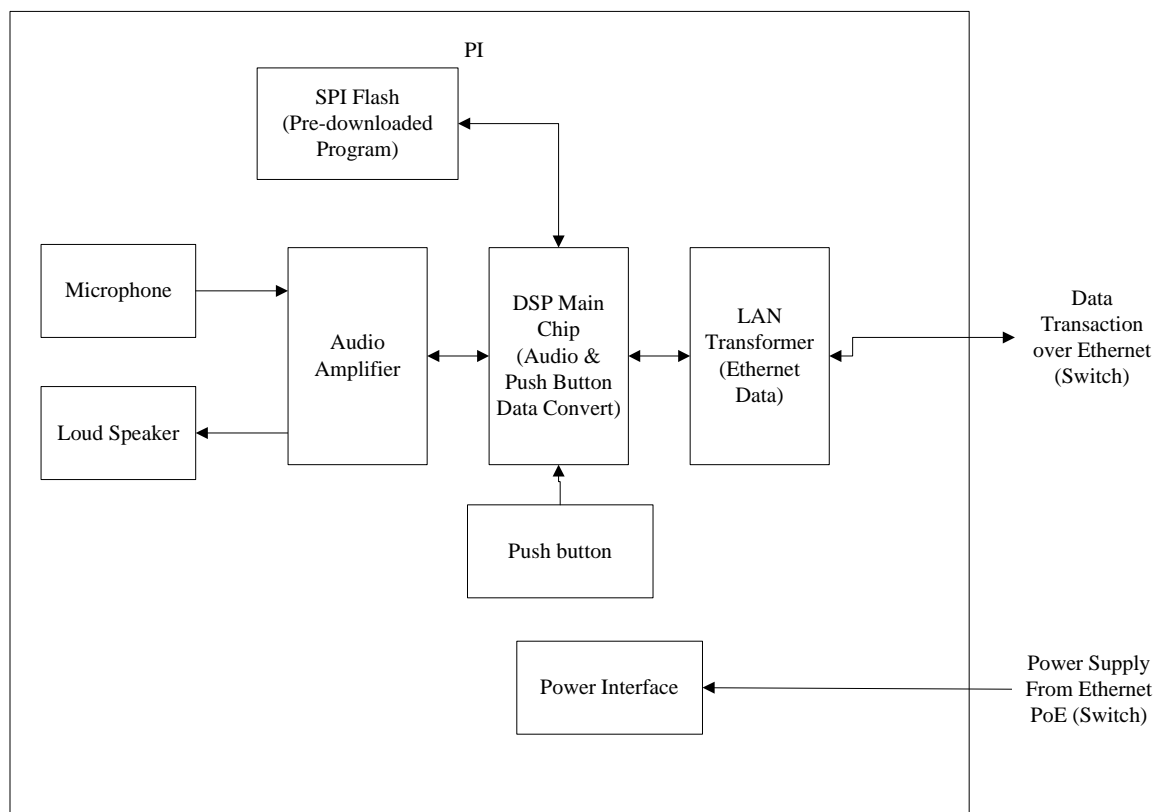 PI
SPI Flash
(Pre-downloaded
Program)
Microphone
Loud Speaker
Audio
Amplifier
DSP Main
Chip
(Audio &
Push Button
Data Convert)
LAN
Transformer
(Ethernet
Data)
Data
Transaction
over Ethernet
(Switch)
Push button
Power Interface
Power Supply
From Ethernet
PoE (Switch)